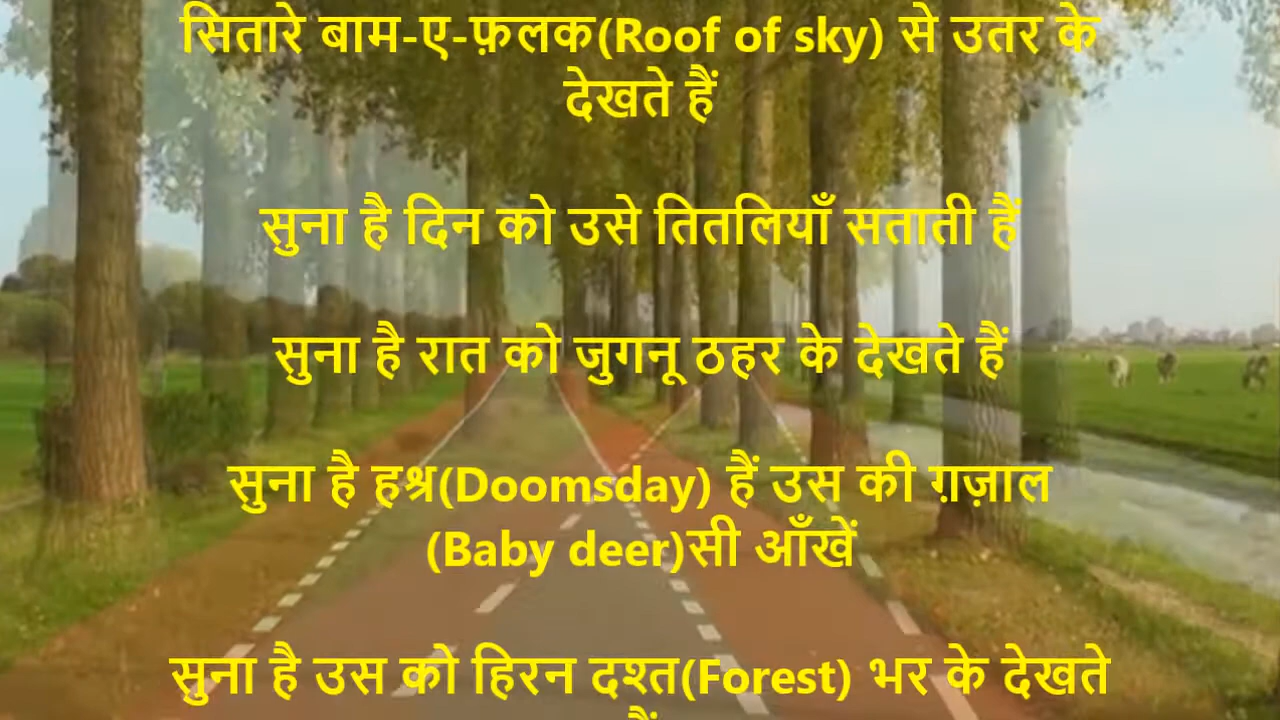 सितारे बाम-ए-फ़लक(Roof of sky) से उतर के
देखते हैं
सुना है दिन को उसे तितलियाँ सताती हैं
सुना है रात को जुगनू ठहर के देखते हैं
सुना है हश्र(Doomsday) हैं उस की ग़ज़ाल
(Baby deer)सी आँखें
सुना है उस को हिरन दश्त(Forest) भर के देखते